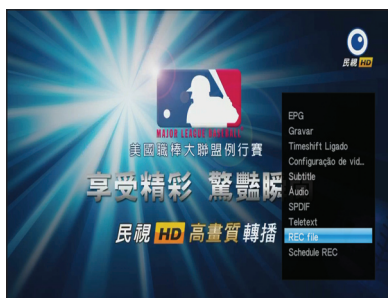 民視 HD
MAJOR LEAGUE BASEBALL
美國職棒大聯盟例行賽
享受精彩 驚豔瞬
民視 HD 高畫質轉播
EPG
Gravar
Timeshift Ligado
Configuração de vid...
Subtitle
Áudio
SPDIF
Teletext
REC file
Schedule REC